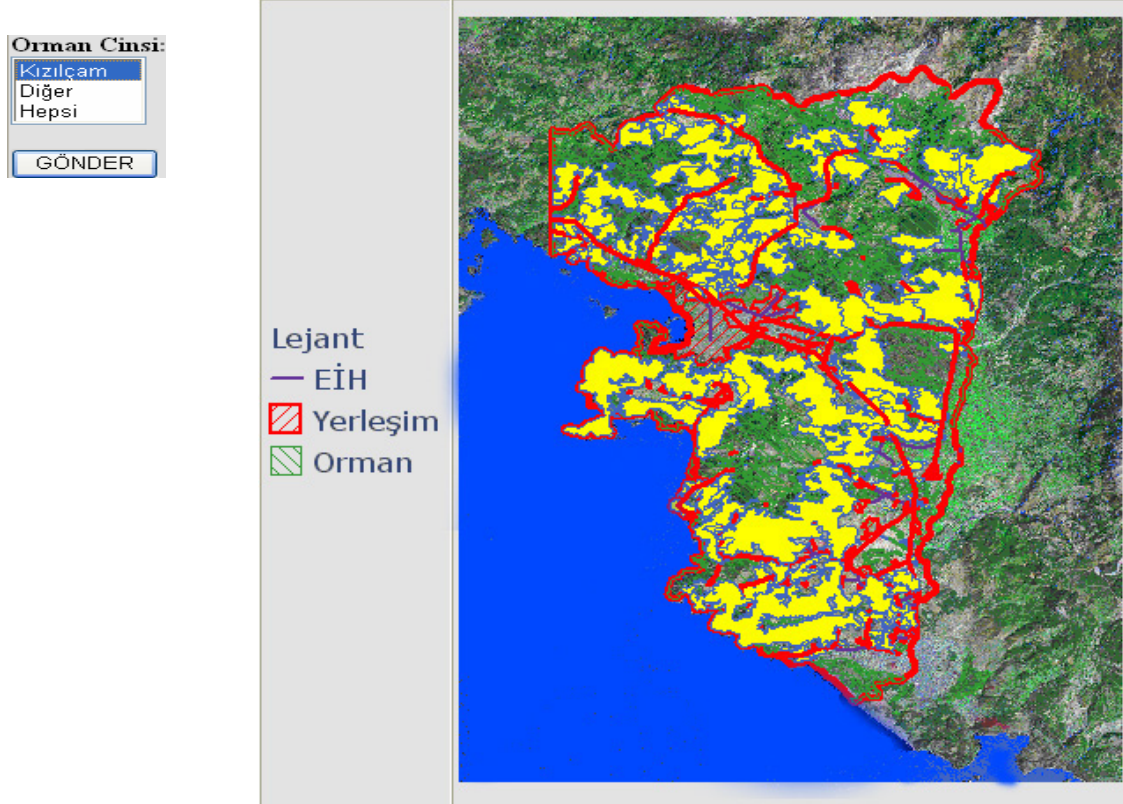 Orman Cinsi:
Kızılçam
Diğer
Hepsi
GÖNDER
Lejant
EİH
Yerleşim
Orman